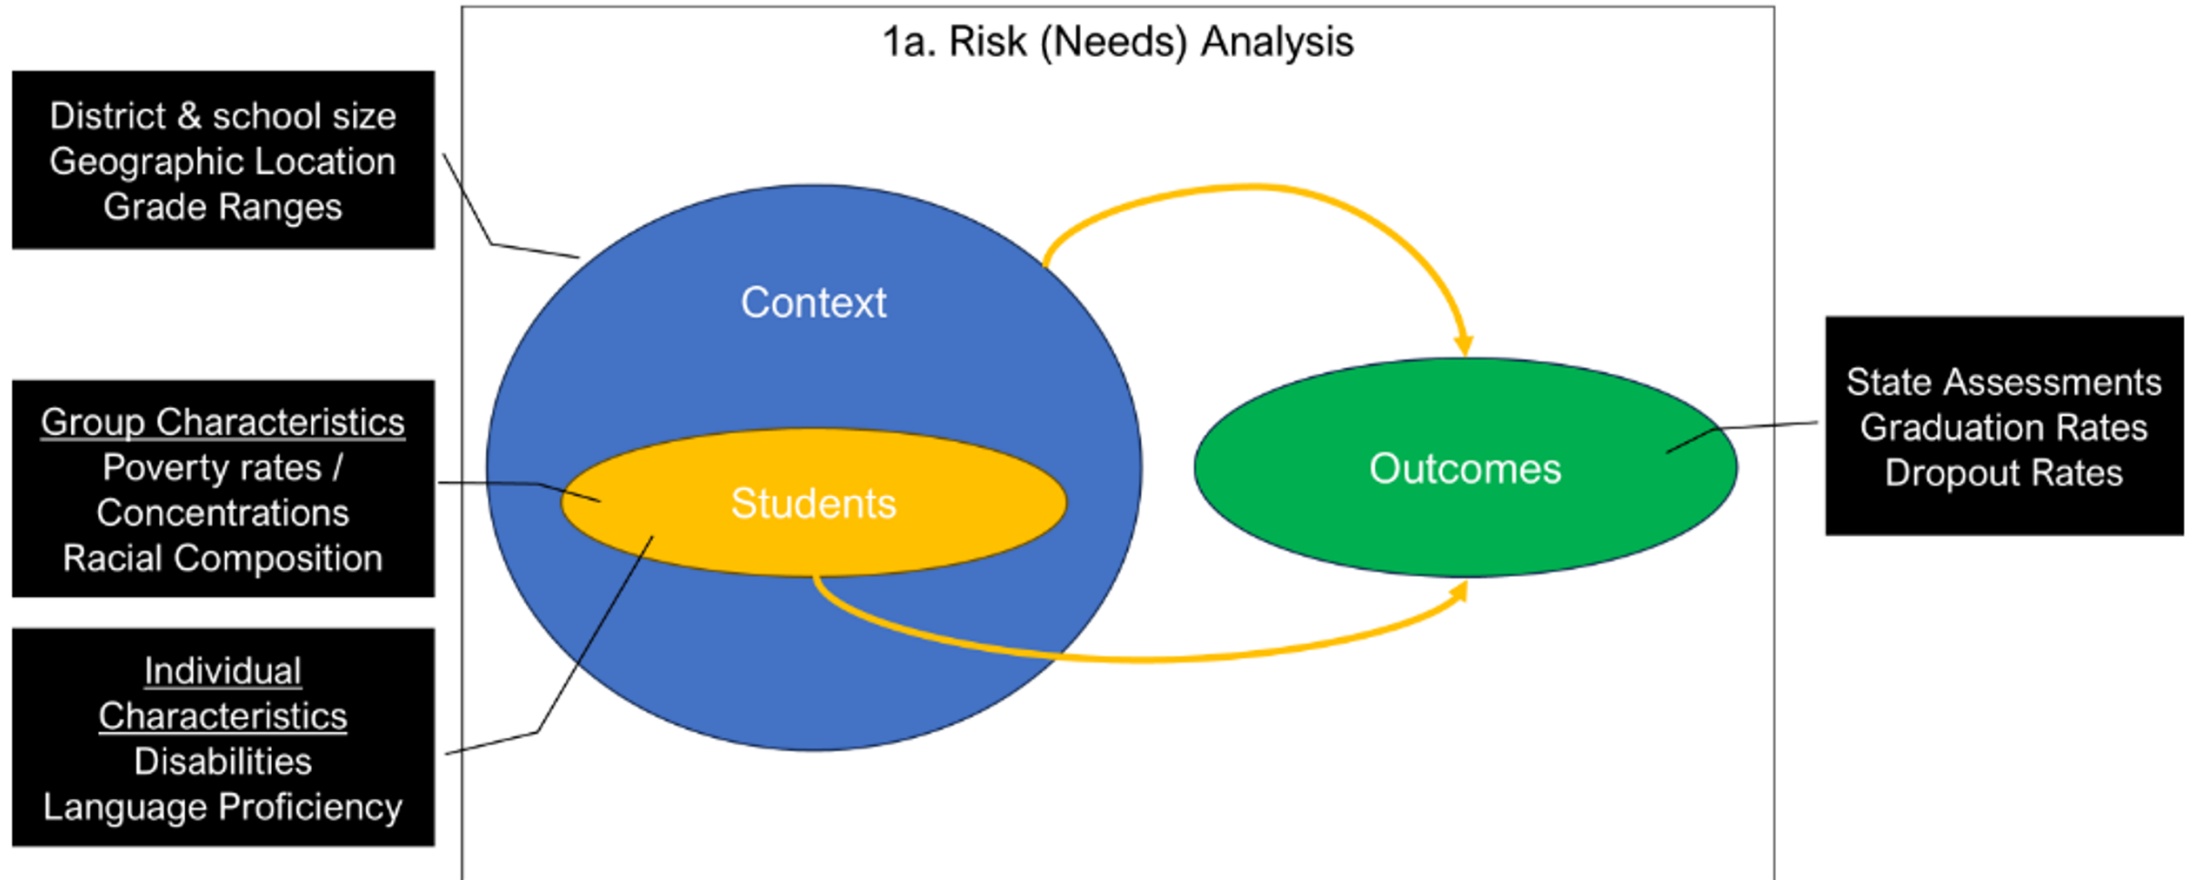 1a. Risk (Needs) Analysis
District & school size
Geographic Location
Grade Ranges
Context
Group Characteristics
Poverty rates /
Concentrations
Racial Composition
Students
Individual
Characteristics
Disabilities
Language Proficiency
Outcomes
State Assessments
Graduation Rates
Dropout Rates